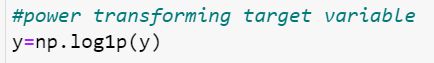 #power transforming target variable
y=np.log1p(y)